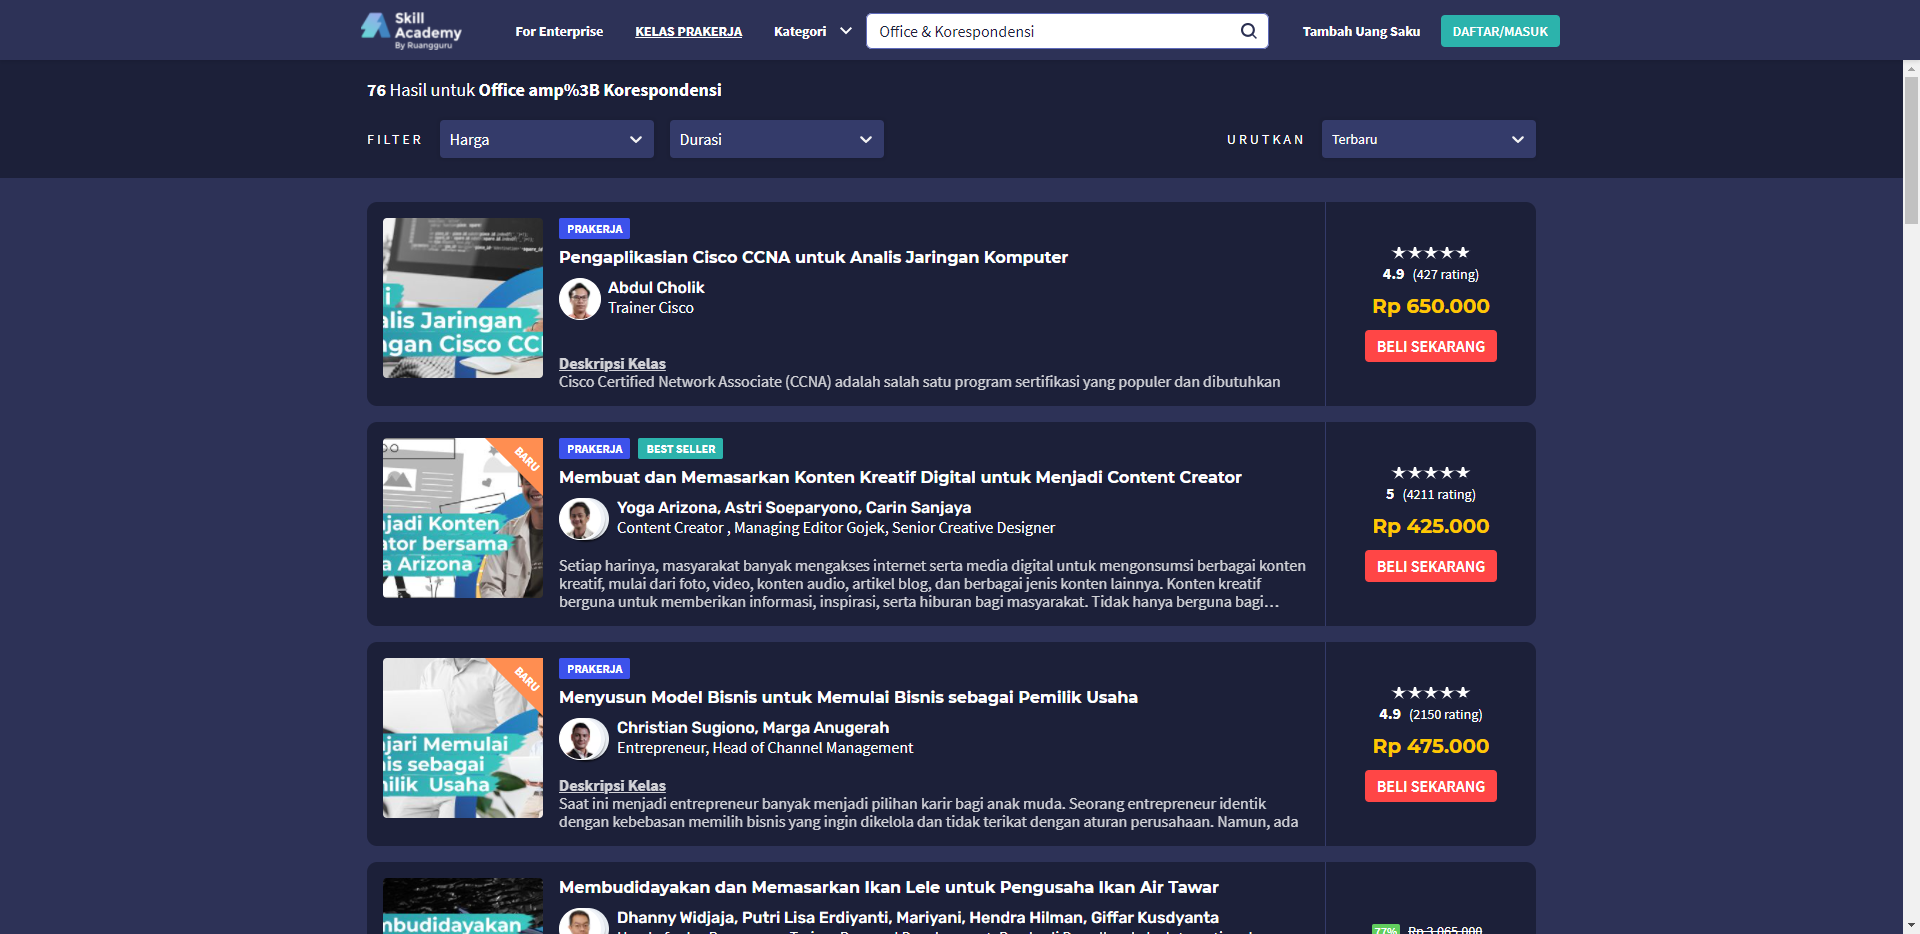 Skill
Academy
By Ruangguru
For Enterprise
KELAS PRAKERJA
Kategori
Office & Korespondensi
Tambah Uang Saku
DAFTAR/MASUK
76 Hasil untuk Office amp%3B Korespondensi
FILTER
Harga
Durasi
URUTKAN
Terbaru
PRAKERJA
Pengaplikasian Cisco CCNA untuk Analis Jaringan Komputer
Abdul Cholik
Trainer Cisco
Deskripsi Kelas
Cisco Certified Network Associate (CCNA) adalah salah satu program sertifikasi yang populer dan dibutuhkan
alis Jaringan
ngan Cisco CC
4.9 (427 rating)
Rp 650.000
BELI SEKARANG
BARU
PRAKERJA
BEST SELLER
Membuat dan Memasarkan Konten Kreatif Digital untuk Menjadi Content Creator
Yoga Arizona, Astri Soeparyono, Carin Sanjaya
Content Creator , Managing Editor Gojek, Senior Creative Designer
Setiap harinya, masyarakat banyak mengakses internet serta media digital untuk mengonsumsi berbagai konten
kreatif, mulai dari foto, video, konten audio, artikel blog, dan berbagai jenis konten lainnya. Konten kreatif
berguna untuk memberikan informasi, inspirasi, serta hiburan bagi masyarakat. Tidak hanya berguna bagi...
jadi Konten
ator bersama
a Arizona
5 (4211 rating)
Rp 425.000
BELI SEKARANG
BARU
PRAKERJA
Menyusun Model Bisnis untuk Memulai Bisnis sebagai Pemilik Usaha
Christian Sugiono, Marga Anugerah
Entrepreneur, Head of Channel Management
Deskripsi Kelas
Saat ini menjadi entrepreneur banyak menjadi pilihan karir bagi anak muda. Seorang entrepreneur identik
dengan kebebasan memilih bisnis yang ingin dikelola dan tidak terikat dengan aturan perusahaan. Namun, ada
jari Memulai
nis sebagai
milik Usaha
4.9 (2150 rating)
Rp 475.000
BELI SEKARANG
Membudidayakan dan Memasarkan Ikan Lele untuk Pengusaha Ikan Air Tawar
Dhanny Widjaja, Putri Lisa Erdiyanti, Mariyani, Hendra Hilman, Giffar Kusdyanta
mbudidayakan
77% Rp 3.065.000